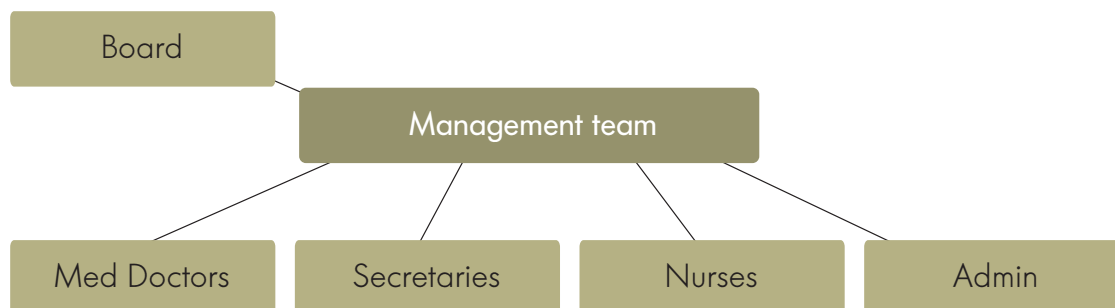 Board
Management team
Med Doctors
Secretaries
Nurses
Admin